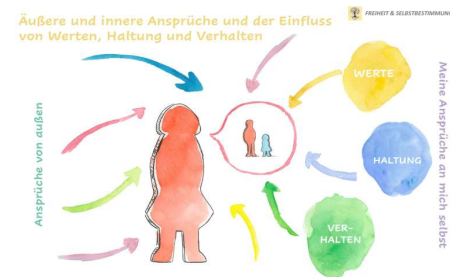 Äußere und innere Ansprüche und der Einfluss
von Werten, Haltung und Verhalten
FREIHEIT & SELBSTBESTIMMUNG
Ansprüche von außen
WERTE
HALTUNG
VER-
HALTEN
Meine Ansprüche an mich selbst